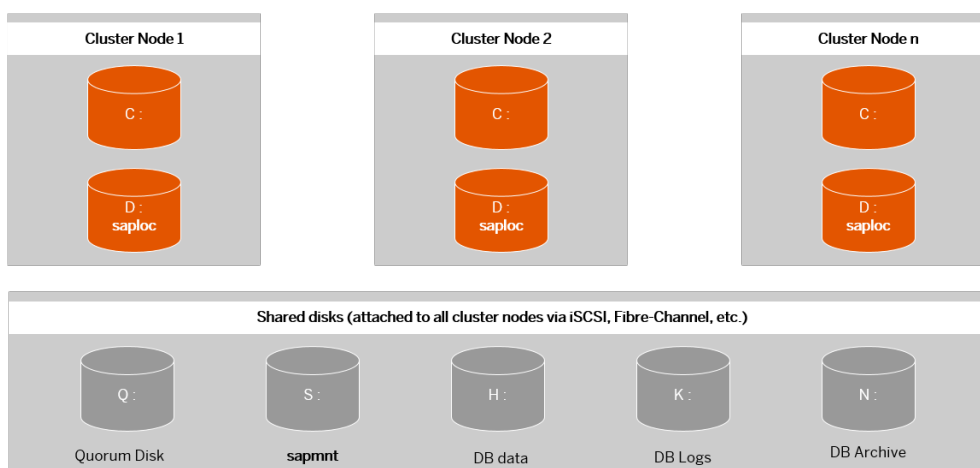 Cluster Node 1
Cluster Node 2
Cluster Node n
C :
C :
C :
D :
saploc
D :
saploc
D :
saploc
Shared disks (attached to all cluster nodes via iSCSI, Fibre-Channel, etc.)
Q :
S :
H :
K :
N :
Quorum Disk
sapmnt
DB data
DB Logs
DB Archive